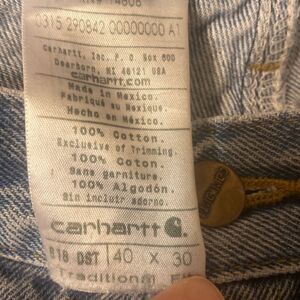 14806
0315 290842 00000000 A1
carhartt, Inc. P. O. Box 600
Dearborn, MI 48121 USA
carhartt.com
Made in Mexico.
Fabriqué au Mexique.
Hecho en México.
100% Cotton.
Exclusive of Trimming.
100% Coton.
Sans garniture.
100% Algodón.
Sin incluir adorno.
carhartt
818 DST 40 X 30
Traditional Fit